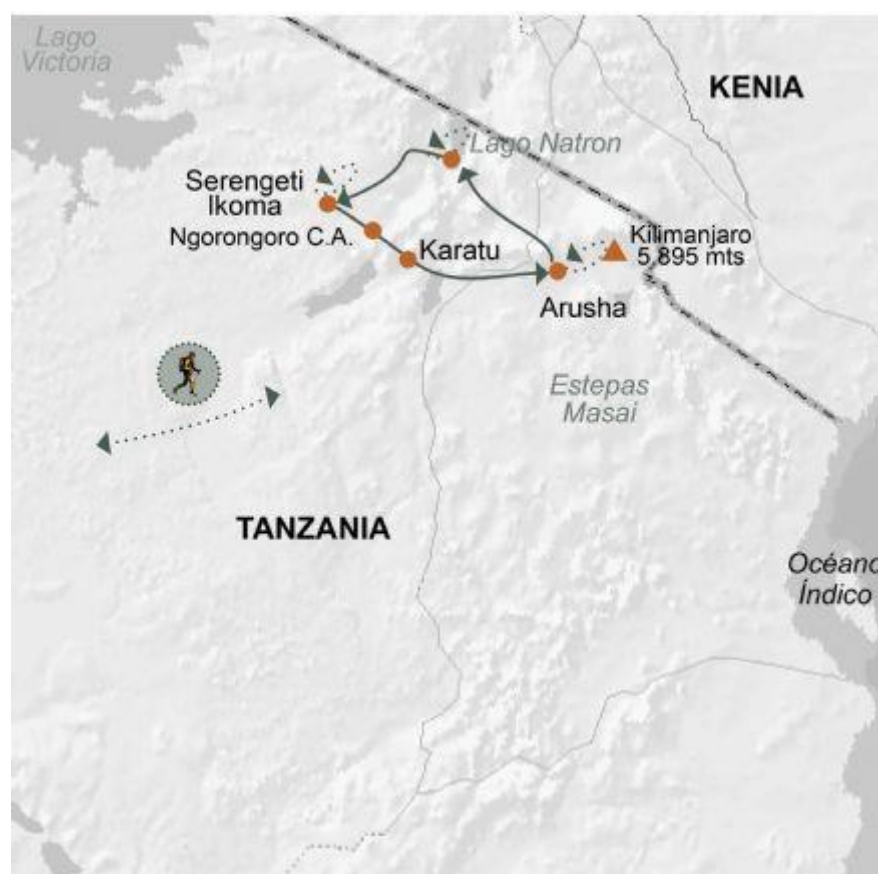 Lago
Victoria
KENIA
Lago Natron
Serengeti
Ikoma
Ngorongoro C.A.
Karatu
Kilimanjaro
5.895 mts
Arusha
Estepas
Masai
TANZANIA
Océano
Índico